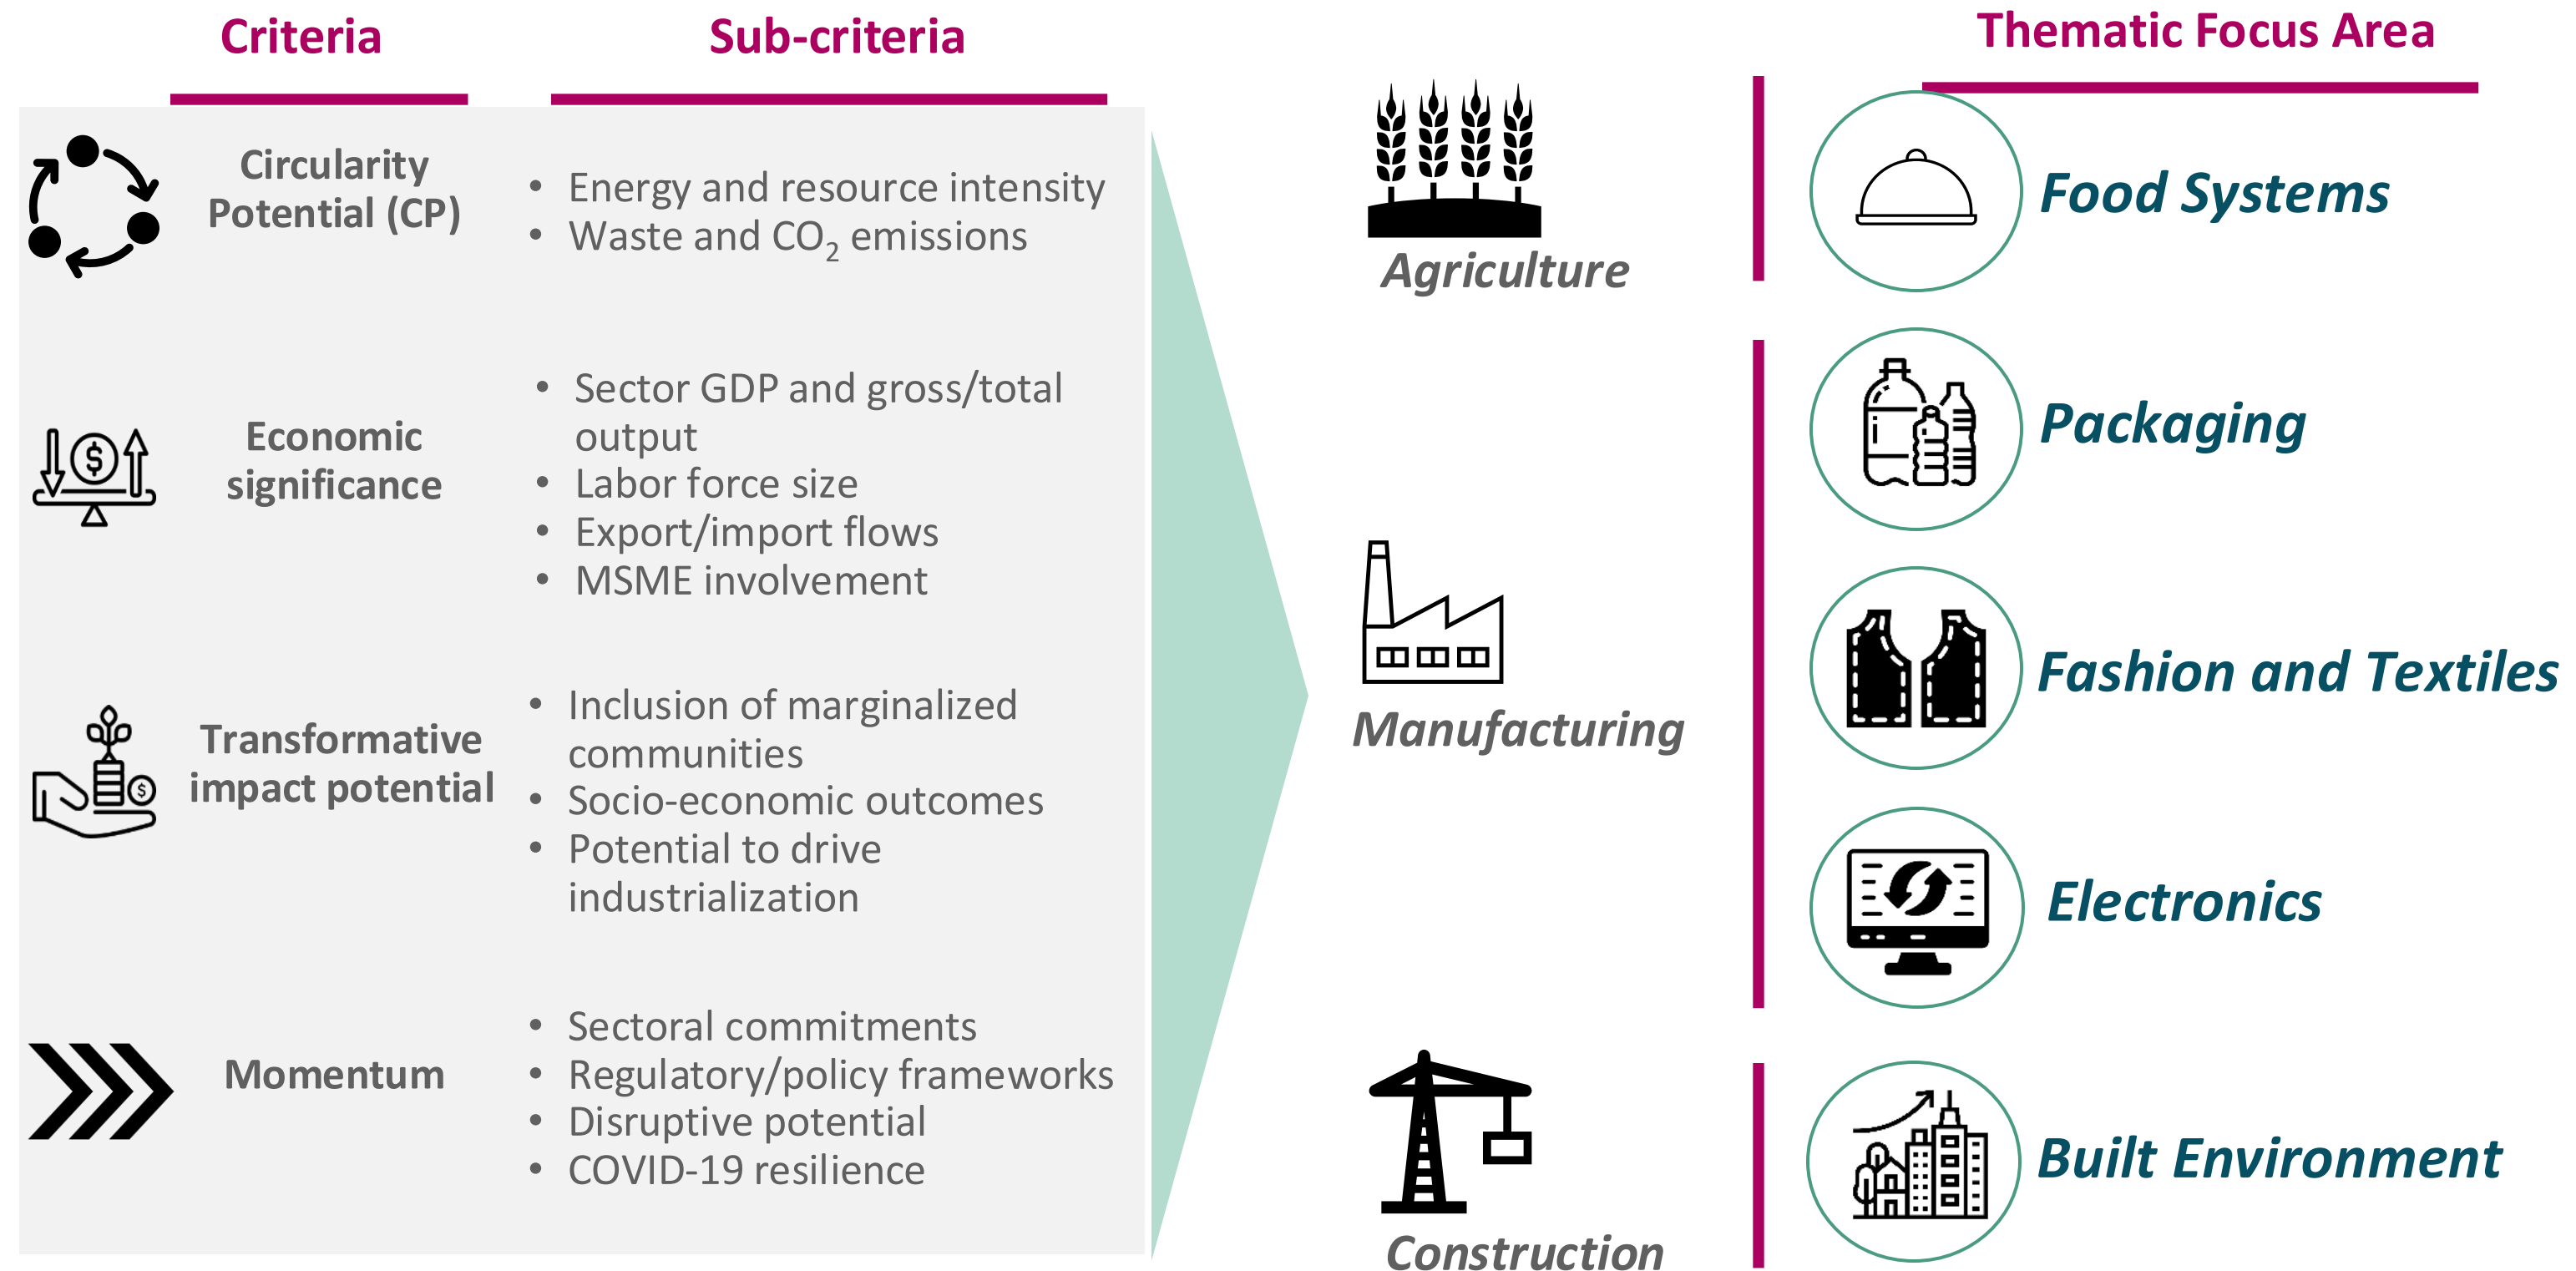 Criteria
Sub-criteria
Thematic Focus Area
Circularity
Potential (CP)
• Energy and resource intensity
• Waste and CO₂ emissions
Economic
significance
• Sector GDP and gross/total
output
• Labor force size
• Export/import flows
• MSME involvement
Transformative
impact potential
• Inclusion of marginalized
communities
• Socio-economic outcomes
• Potential to drive
industrialization
Momentum
• Sectoral commitments
• Regulatory/policy frameworks
• Disruptive potential
• COVID-19 resilience
Agriculture
Manufacturing
Construction
Food Systems
Packaging
Fashion and Textiles
Electronics
Built Environment